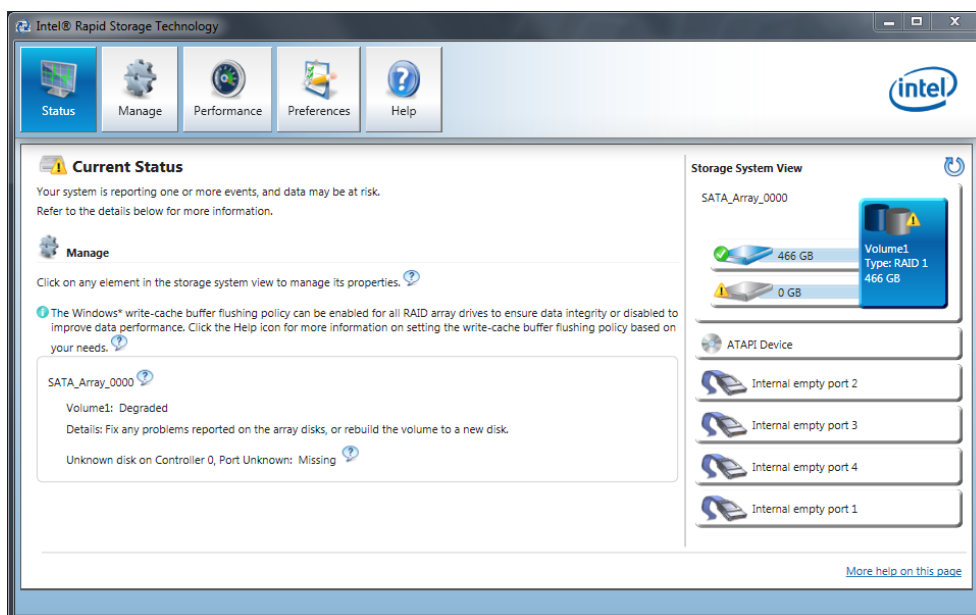 Intel® Rapid Storage Technology
Status
Manage
Performance
Preferences
Help
intel
Current Status
Your system is reporting one or more events, and data may be at risk.
Refer to the details below for more information.
Manage
Click on any element in the storage system view to manage its properties.
The Windows* write-cache buffer flushing policy can be enabled for all RAID array drives to ensure data integrity or disabled to
improve data performance. Click the Help icon for more information on setting the write-cache buffer flushing policy based on
your needs.
SATA_Array_0000
Volume1: Degraded
Details: Fix any problems reported on the array disks, or rebuild the volume to a new disk.
Unknown disk on Controller 0, Port Unknown: Missing
Storage System View
SATA_Array_0000
466 GB
0 GB
Volume1
Type: RAID 1
466 GB
ATAPI Device
Internal empty port 2
Internal empty port 3
Internal empty port 4
Internal empty port 1
More help on this page